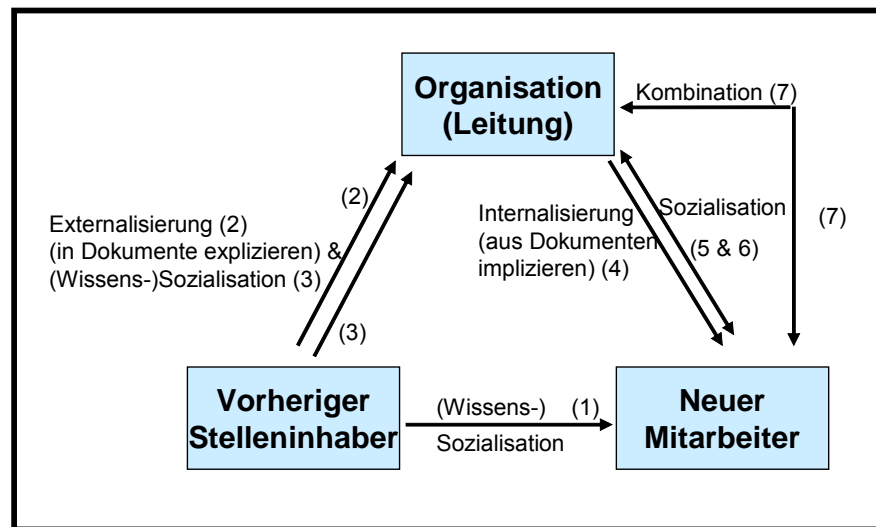 Organisation
(Leitung)
Kombination (7)
(2)
Externalisierung (2)
(in Dokumente explizieren) &
(Wissens-)Sozialisation (3)
(3)
Internalisierung
(aus Dokumenten
implizieren) (4)
Sozialisation
(5 & 6)
(7)
Vorheriger
Stelleninhaber
(Wissens-) (1)
Sozialisation
Neuer
Mitarbeiter